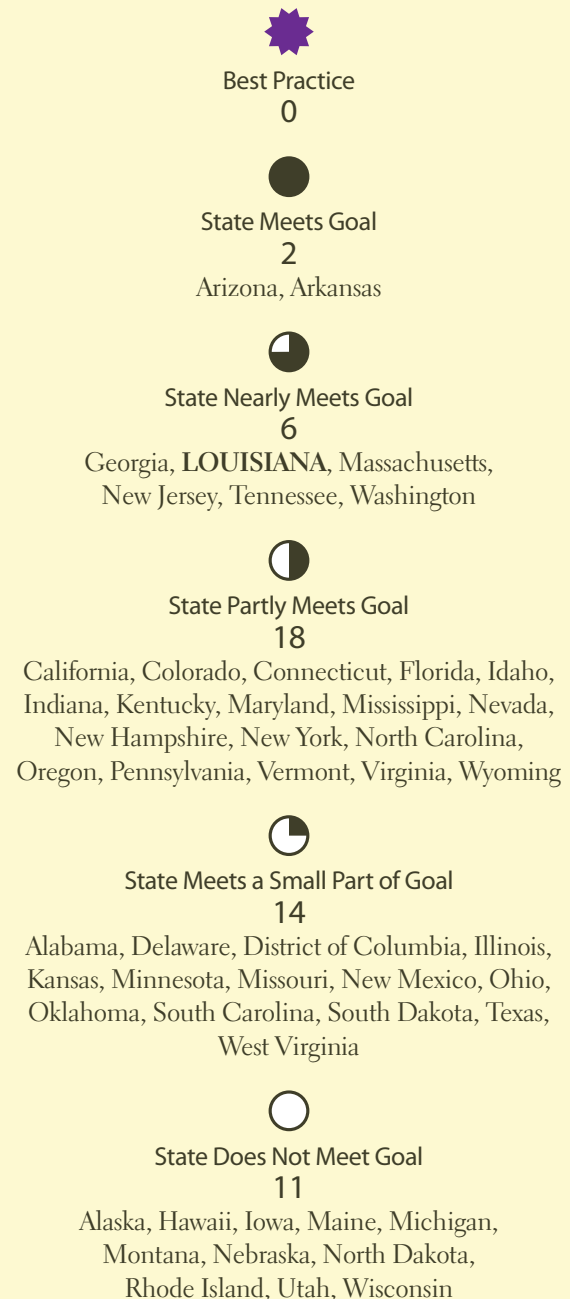 Best Practice
0
State Meets Goal
2
Arizona, Arkansas
State Nearly Meets Goal
6
Georgia, LOUISIANA, Massachusetts,
New Jersey, Tennessee, Washington
State Partly Meets Goal
18
California, Colorado, Connecticut, Florida, Idaho,
Indiana, Kentucky, Maryland, Mississippi, Nevada,
New Hampshire, New York, North Carolina,
Oregon, Pennsylvania, Vermont, Virginia, Wyoming
State Meets a Small Part of Goal
14
Alabama, Delaware, District of Columbia, Illinois,
Kansas, Minnesota, Missouri, New Mexico, Ohio,
Oklahoma, South Carolina, South Dakota, Texas,
West Virginia
State Does Not Meet Goal
11
Alaska, Hawaii, Iowa, Maine, Michigan,
Montana, Nebraska, North Dakota,
Rhode Island, Utah, Wisconsin